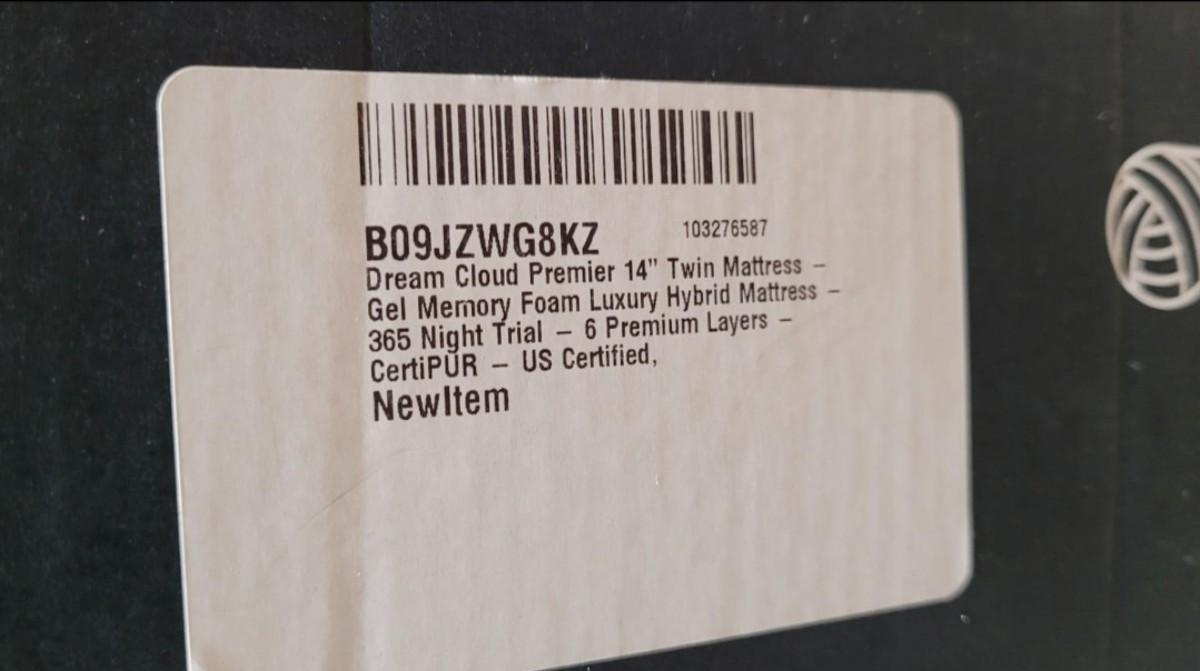 B09JZWG8KZ 103276587
Dream Cloud Premier 14” Twin Mattress –
Gel Memory Foam Luxury Hybrid Mattress –
365 Night Trial – 6 Premium Layers –
CertiPUR – US Certified,
NewItem